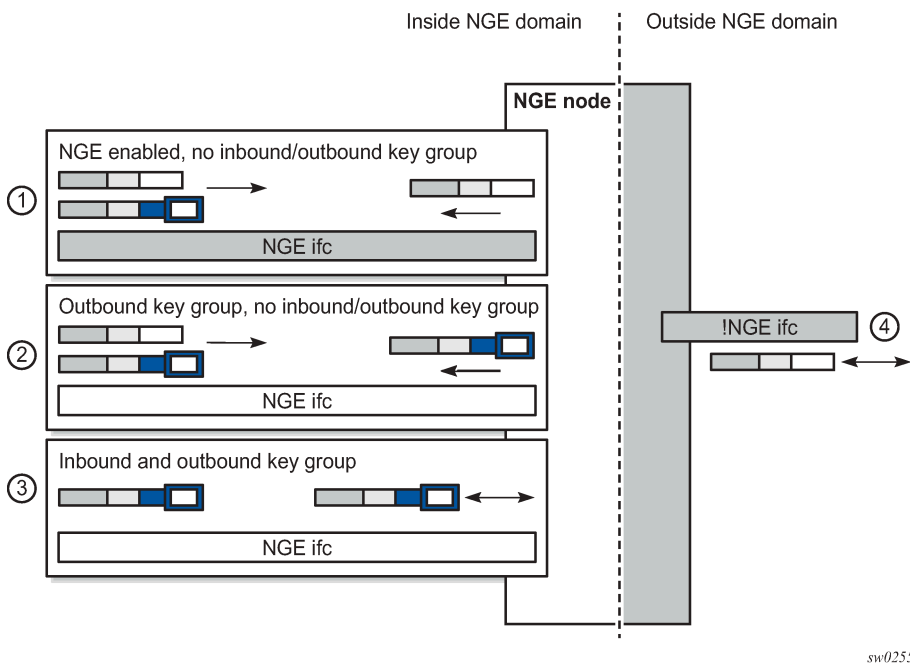 Inside NGE domain
Outside NGE domain
NGE node
NGE enabled, no inbound/outbound key group
1
NGE ifc
Outbound key group, no inbound/outbound key group
2
NGE ifc
!NGE ifc
4
Inbound and outbound key group
3
NGE ifc